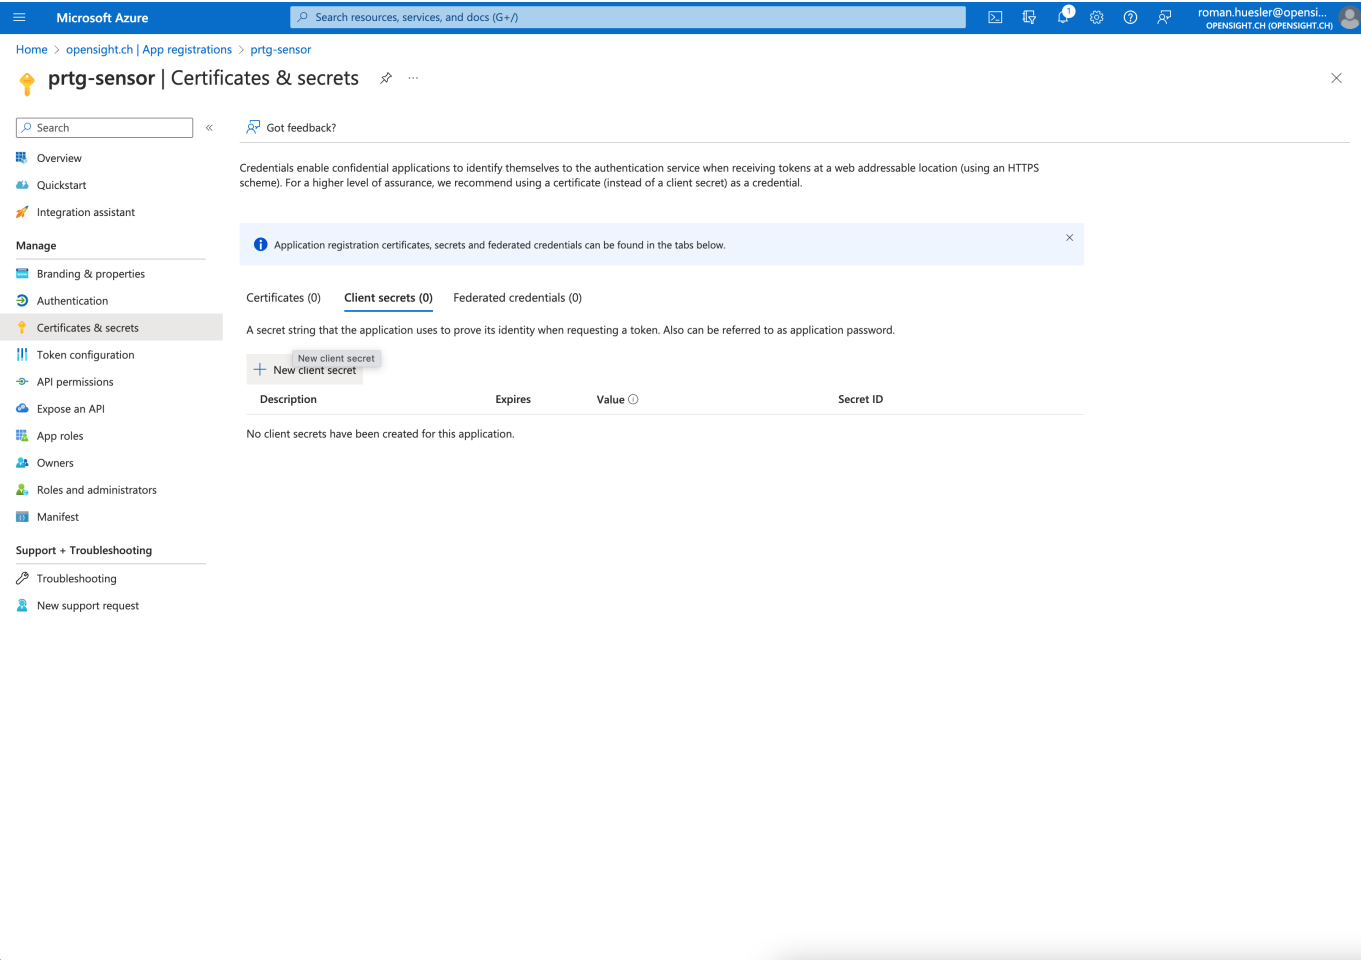 Microsoft Azure
Search resources, services, and docs (G+/)
1
roman.huesler@opensi...
OPENSIGHT.CH (OPENSIGHT.CH)
Home > opensight.ch | App registrations > prtg-sensor
prtg-sensor | Certificates & secrets
Search
Got feedback?
Overview
Quickstart
Integration assistant
Manage
Branding & properties
Authentication
Certificates & secrets
Token configuration
API permissions
Expose an API
App roles
Owners
Roles and administrators
Manifest
Support + Troubleshooting
Troubleshooting
New support request
Credentials enable confidential applications to identify themselves to the authentication service when receiving tokens at a web addressable location (using an HTTPS
scheme). For a higher level of assurance, we recommend using a certificate (instead of a client secret) as a credential.
Application registration certificates, secrets and federated credentials can be found in the tabs below.
Certificates (0) Client secrets (0) Federated credentials (0)
A secret string that the application uses to prove its identity when requesting a token. Also can be referred to as application password.
New client secret
New client secret
Description Expires Value Secret ID
No client secrets have been created for this application.